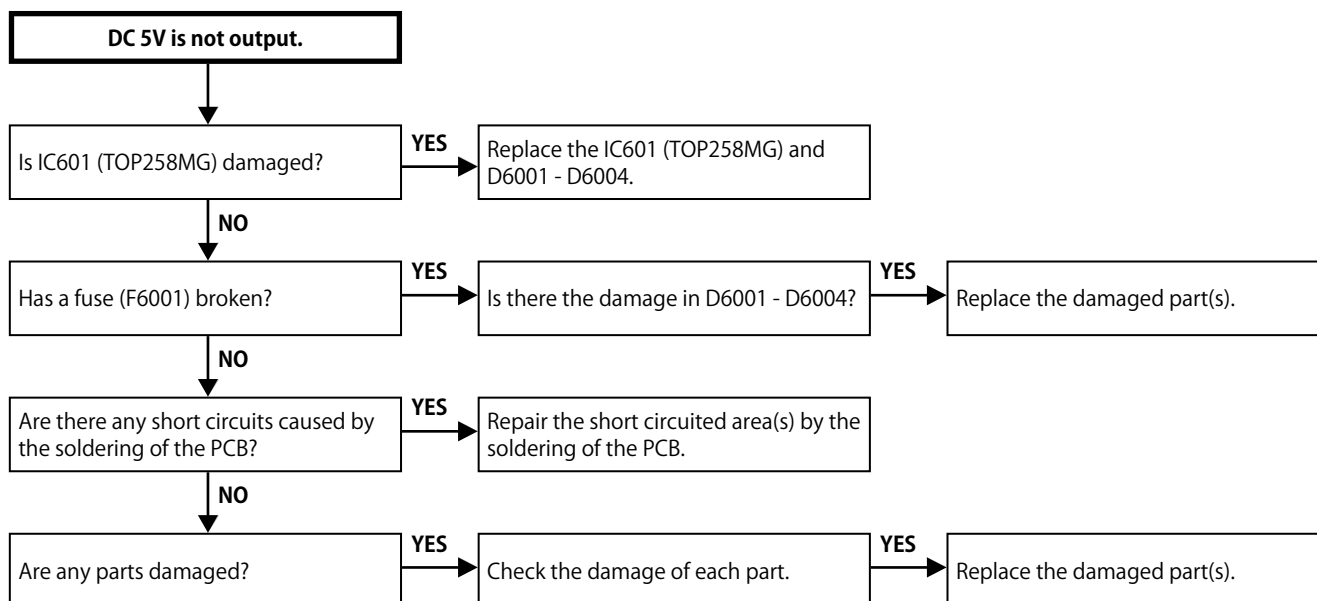 DC 5V is not output.
Is IC601 (TOP258MG) damaged?
YES
Replace the IC601 (TOP258MG) and
D6001 - D6004.
NO
Has a fuse (F6001) broken?
YES
Is there the damage in D6001 - D6004?
YES
Replace the damaged part(s).
NO
Are there any short circuits caused by
the soldering of the PCB?
YES
Repair the short circuited area(s) by the
soldering of the PCB.
NO
Are any parts damaged?
YES
Check the damage of each part.
YES
Replace the damaged part(s).